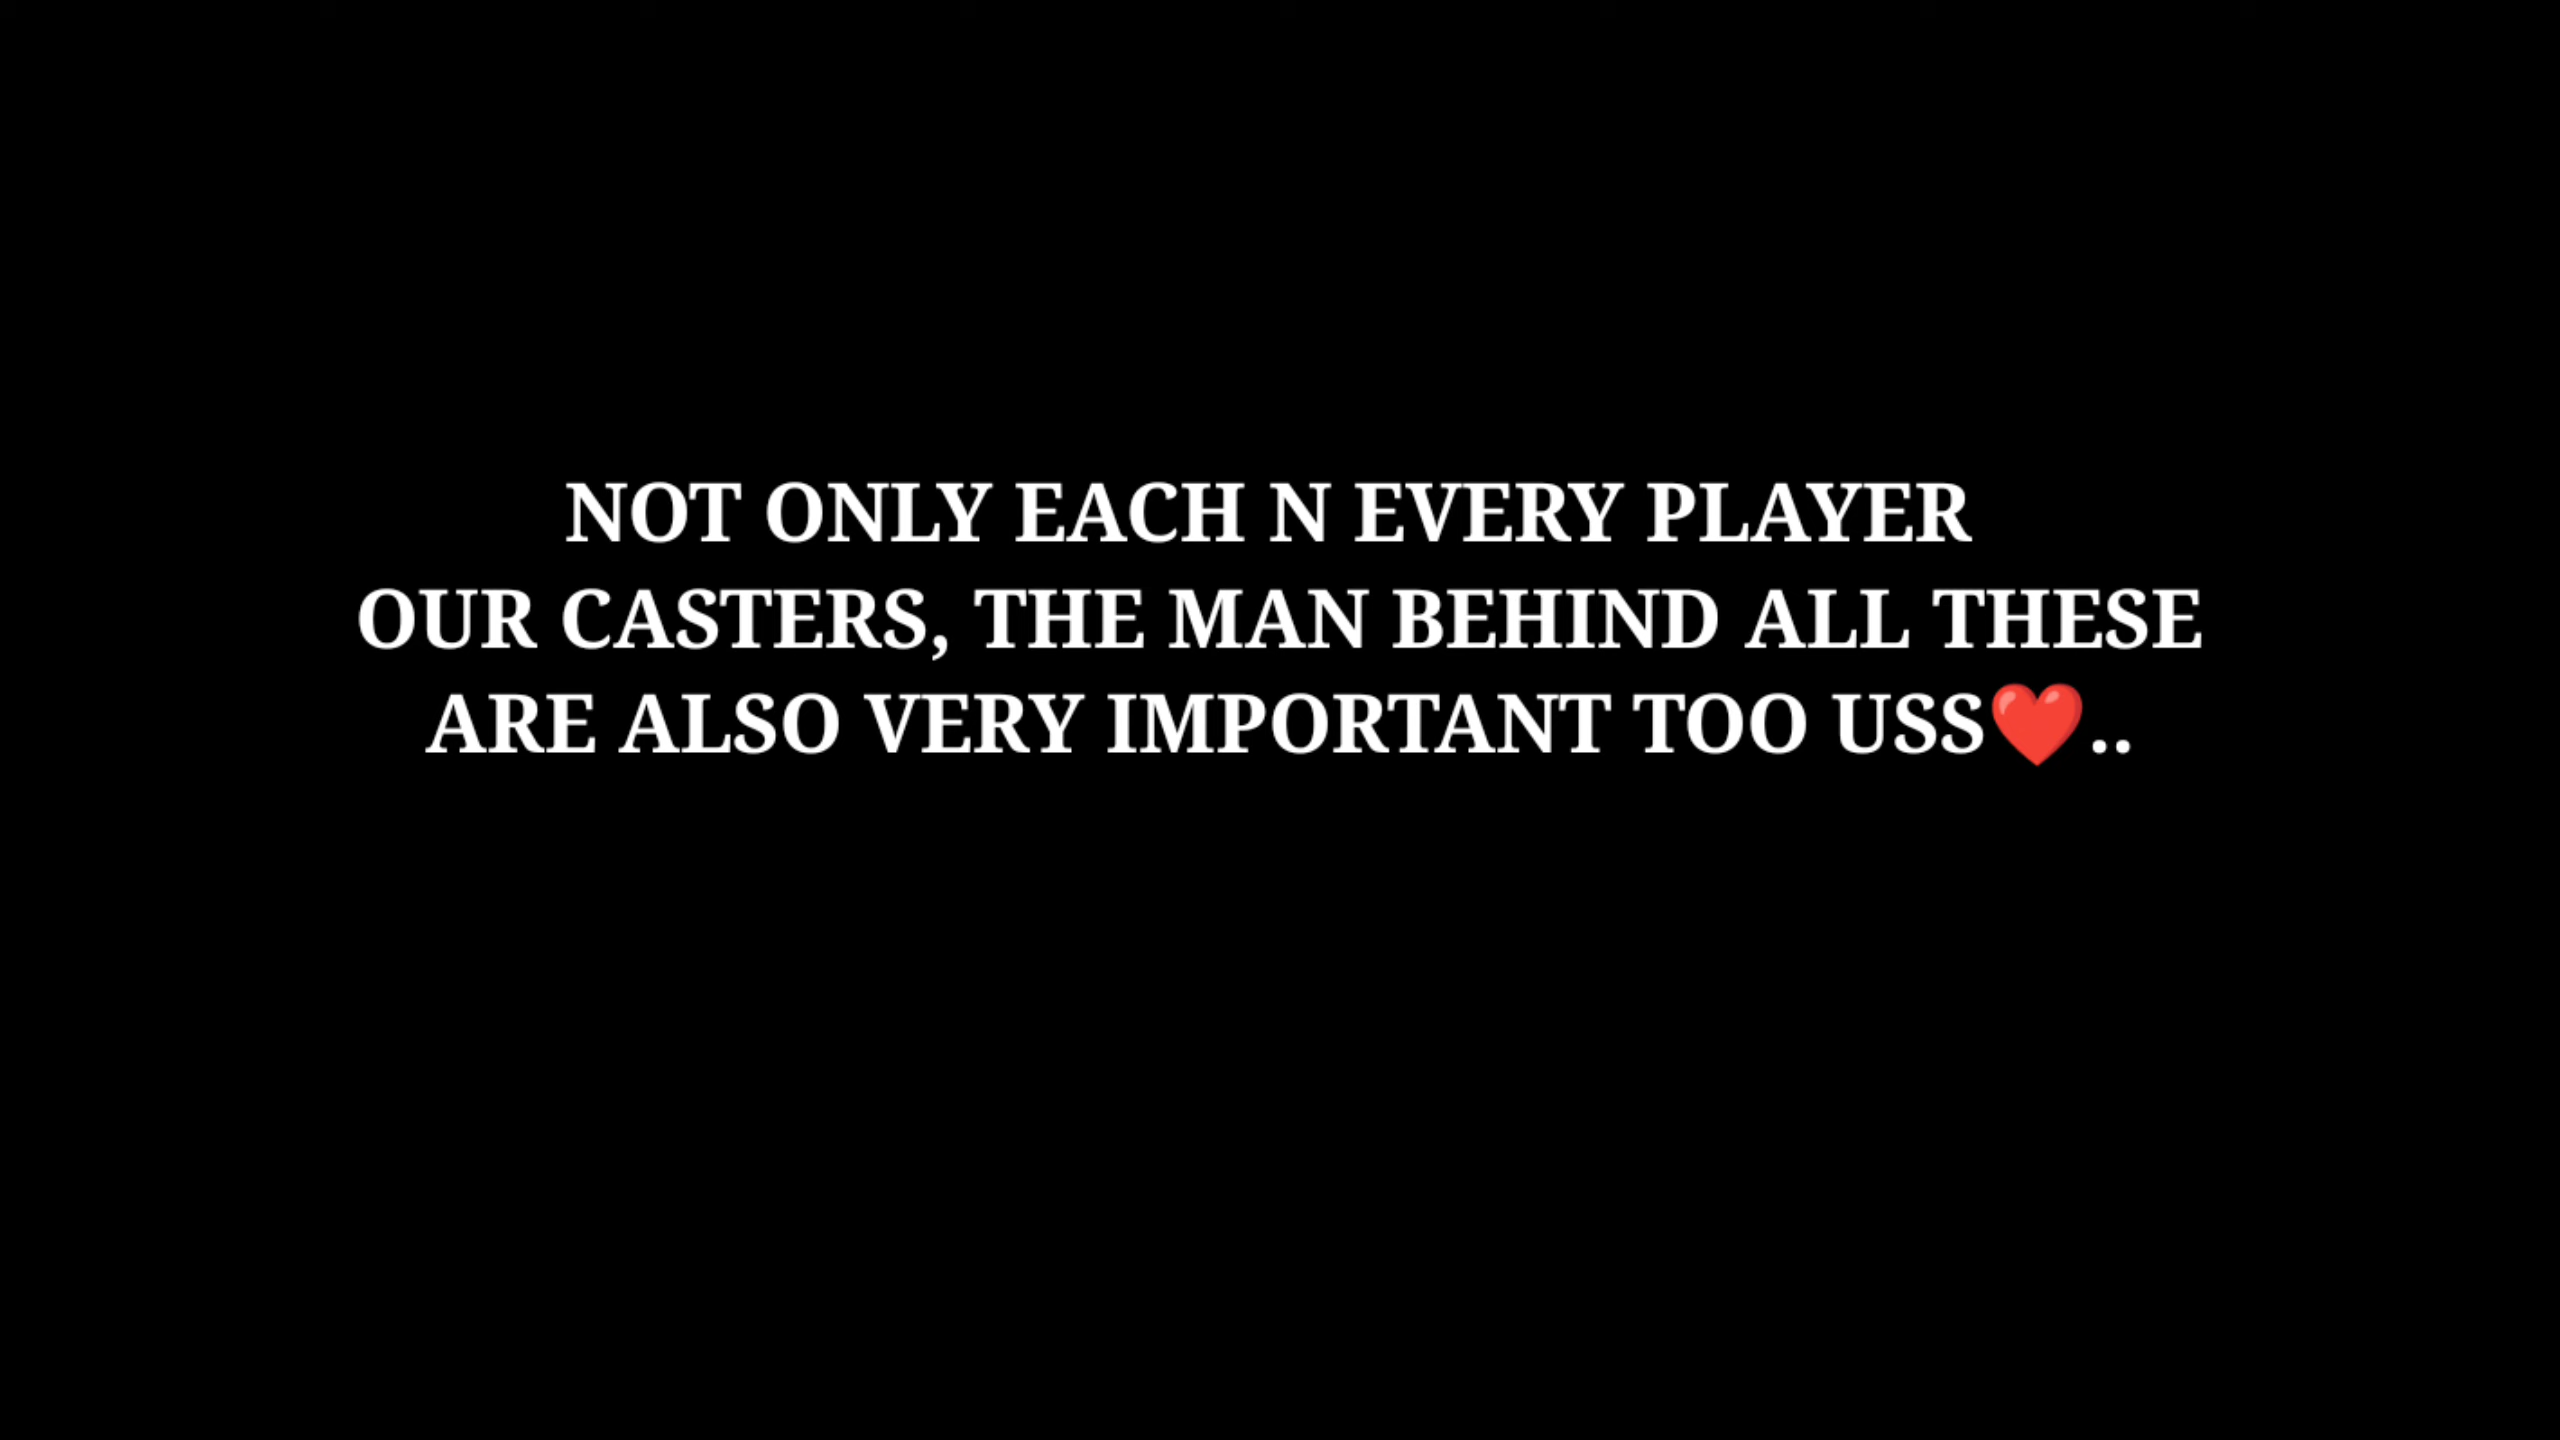 NOT ONLY EACH N EVERY PLAYER
OUR CASTERS, THE MAN BEHIND ALL THESE
ARE ALSO VERY IMPORTANT TOO USS❤️..